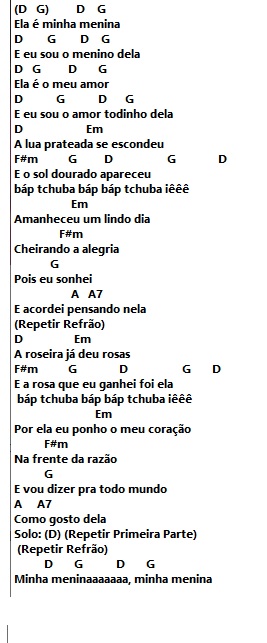 (D   G)        D    G
Ela é minha menina
D       G       D     G
E eu sou o menino dela
D   G        D      G
Ela é o meu amor
D          G          D      G
E eu sou o amor todinho dela
D                   Em
A lua prateada se escondeu
F#m         G        D                G             D
E o sol dourado apareceu
báp tchuba báp báp tchuba iêêê
                 Em
Amanheceu um lindo dia
              F#m
Cheirando a alegria
           G
Pois eu sonhei
                 A   A7
E acordei pensando nela
(Repetir Refrão)
D                Em
A roseira já deu rosas
F#m         G             D                G       D
E a rosa que eu ganhei foi ela
báp tchuba báp báp tchuba iêêê
                        Em
Por ela eu ponho o meu coração
         F#m
Na frente da razão
         G
E vou dizer pra todo mundo
A     A7
Como gosto dela
Solo: (D) (Repetir Primeira Parte)
(Repetir Refrão)
         D       G          D       G
Minha meninaaaaaaa, minha menina